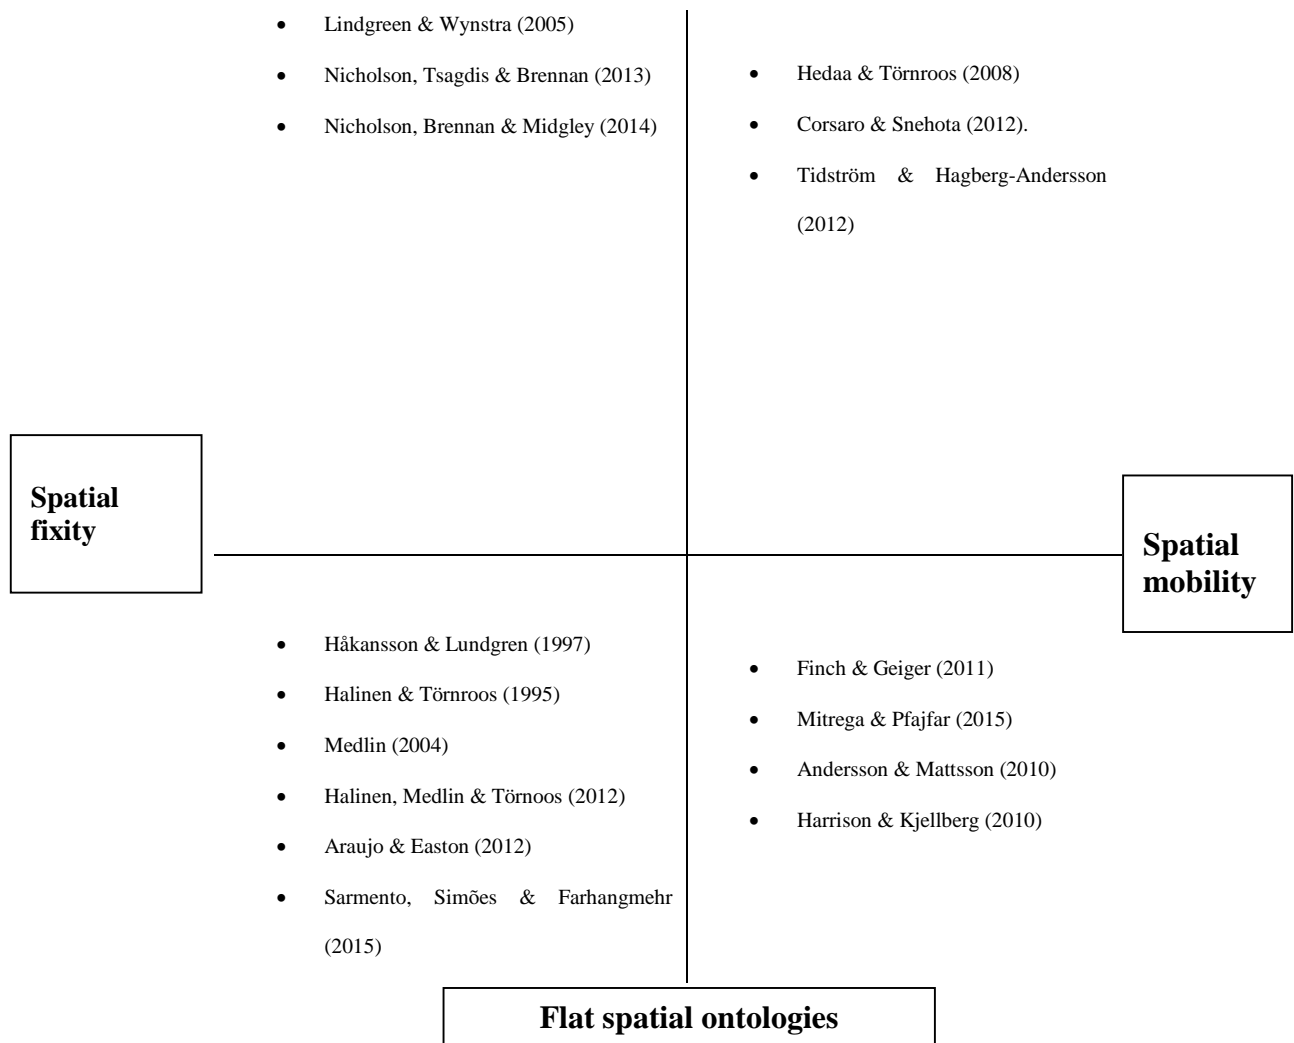 • Lindgreen & Wynstra (2005)
• Nicholson, Tsagdis & Brennan (2013)
• Nicholson, Brennan & Midgley (2014)
• Hedaa & Törnroos (2008)
• Corsaro & Snehota (2012).
• Tidström & Hagberg-Andersson
(2012)
Spatial
fixity
Spatial
mobility
• Håkansson & Lundgren (1997)
• Halinen & Törnroos (1995)
• Medlin (2004)
• Halinen, Medlin & Törnoos (2012)
• Araujo & Easton (2012)
• Sarmento, Simões & Farhangmehr
(2015)
• Finch & Geiger (2011)
• Mitrega & Pfajfar (2015)
• Andersson & Mattsson (2010)
• Harrison & Kjellberg (2010)
Flat spatial ontologies